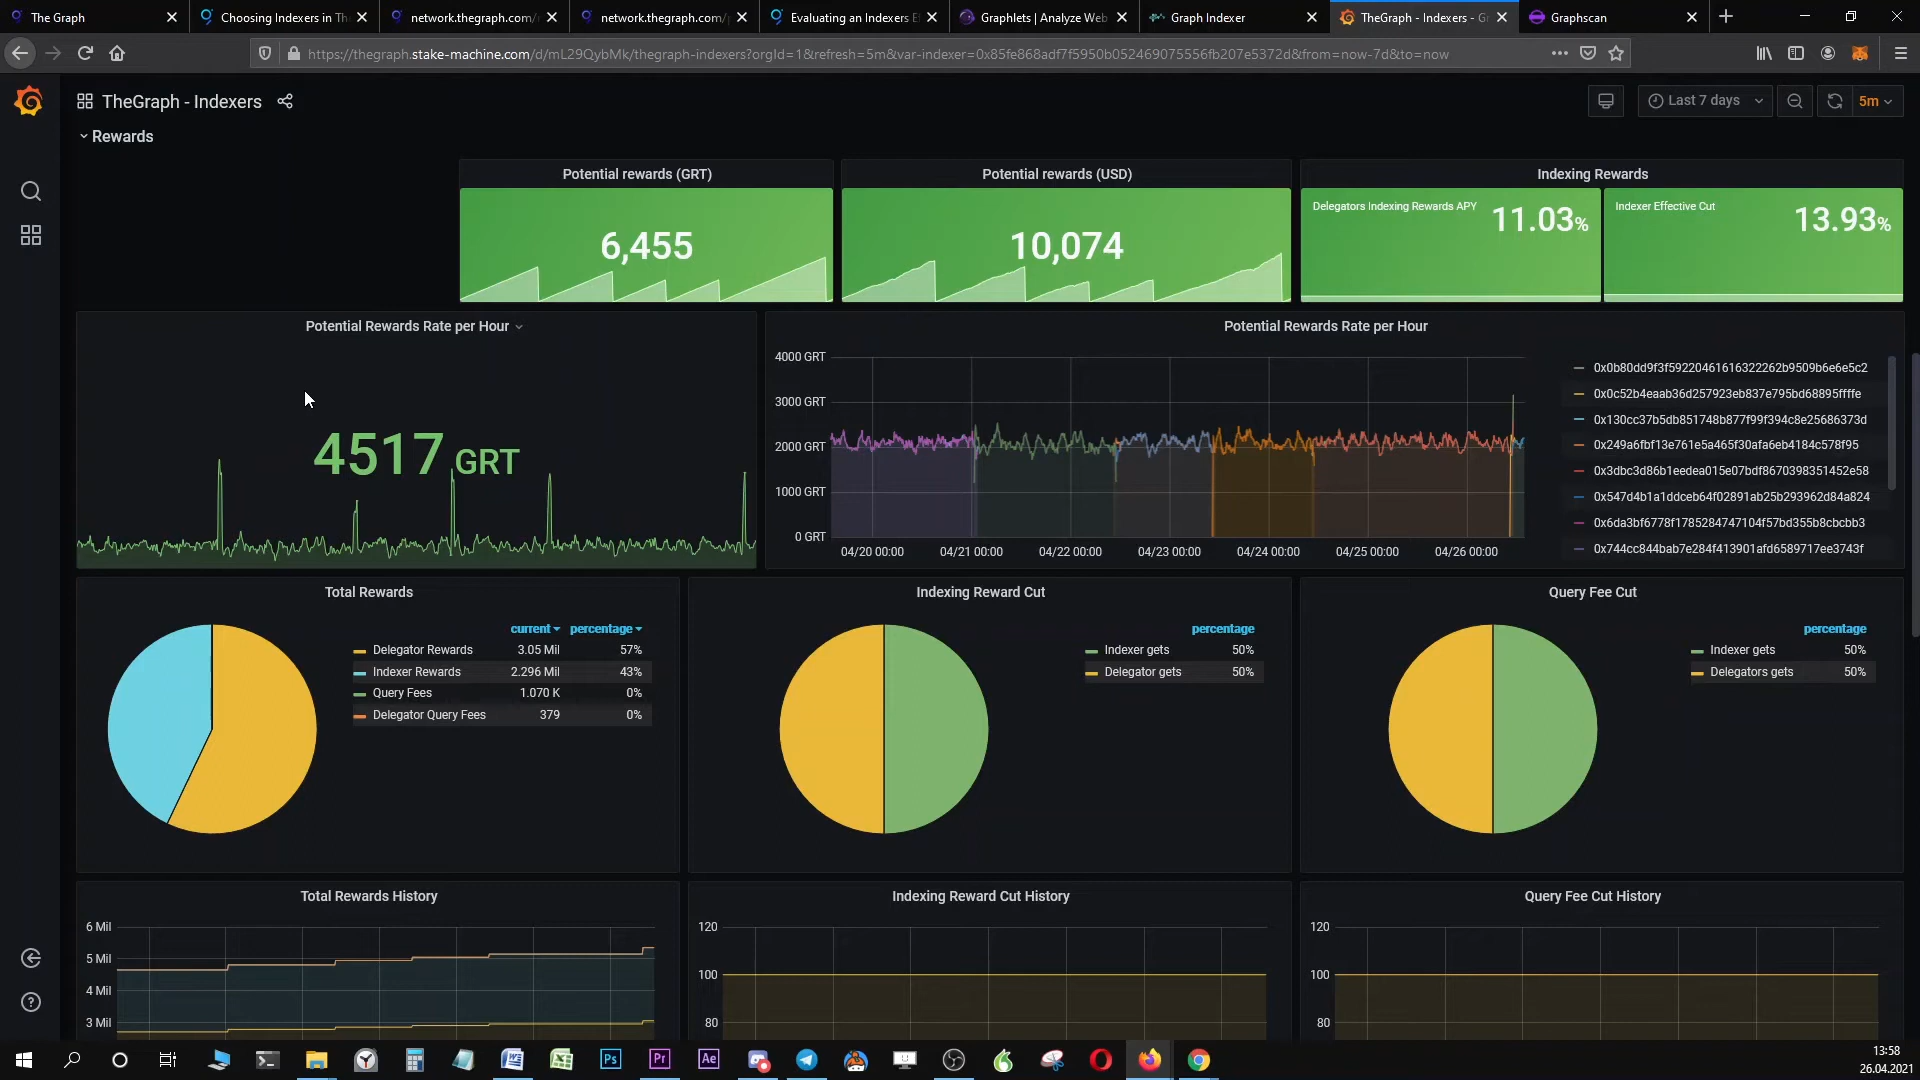 The Graph
Choosing Indexers in Th
network.thegraph.com/
network.thegraph.com/
Evaluating an Indexers E
Graphlets | Analyze Web
Graph Indexer
TheGraph - Indexers - G
Graphscan
https://thegraph.stake-machine.com/d/mL29QybMk/thegraph-indexers?orgId=1&refresh=5m&var-indexer=0x85fe868adf7f5950b052469075556fb207e5372d&from=now-7d&to=now
TheGraph - Indexers
Last 7 days
5m
Rewards
Potential rewards (GRT)
6,455
Potential rewards (USD)
10,074
Indexing Rewards
Delegators Indexing Rewards APY
11.03%
Indexer Effective Cut
13.93%
Potential Rewards Rate per Hour
4517 GRT
Potential Rewards Rate per Hour
4000 GRT
3000 GRT
2000 GRT
1000 GRT
0 GRT
04/20 00:00
04/21 00:00
04/22 00:00
04/23 00:00
04/24 00:00
04/25 00:00
04/26 00:00
0x0b80dd9f3f59220461616322262b9509b6e6e5c2
0x0c52b4eaab36d257923eb837e795bd68895ffffe
0x130cc37b5db851748b877f99f394c8e25686373d
0x249a6fbf13e761e5a465f30afa6eb4184c578f95
0x3dbc3d86b1eedea015e07bdf8670398351452e58
0x547d4b1a1ddceb64f02891ab25b293962d84a824
0x6da3bf6778f1785284747104f57bd355b8cbcbb3
0x744cc844bab7e284f413901afd6589717ee3743f
Total Rewards
current percentage
Delegator Rewards 3.05 Mil 57%
Indexer Rewards 2.296 Mil 43%
Query Fees 1.070 K 0%
Delegator Query Fees 379 0%
Indexing Reward Cut
percentage
Indexer gets 50%
Delegator gets 50%
Query Fee Cut
percentage
Indexer gets 50%
Delegators gets 50%
Total Rewards History
6 Mil
5 Mil
4 Mil
3 Mil
Indexing Reward Cut History
120
100
80
Query Fee Cut History
120
100
80
Ps
Pr
Ae
13:58
26.04.2021